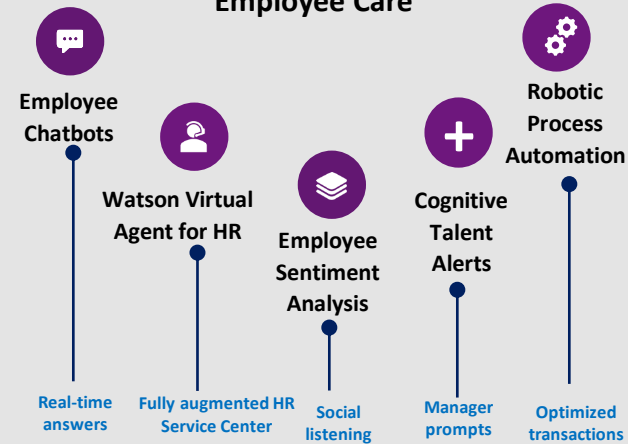 Employee Care
Employee
Chatbots
Watson Virtual
Agent for HR
Employee
Sentiment
Analysis
Cognitive
Talent
Alerts
Robotic
Process
Automation
Real-time
answers
Fully augmented HR
Service Center
Social
listening
Manager
prompts
Optimized
transactions